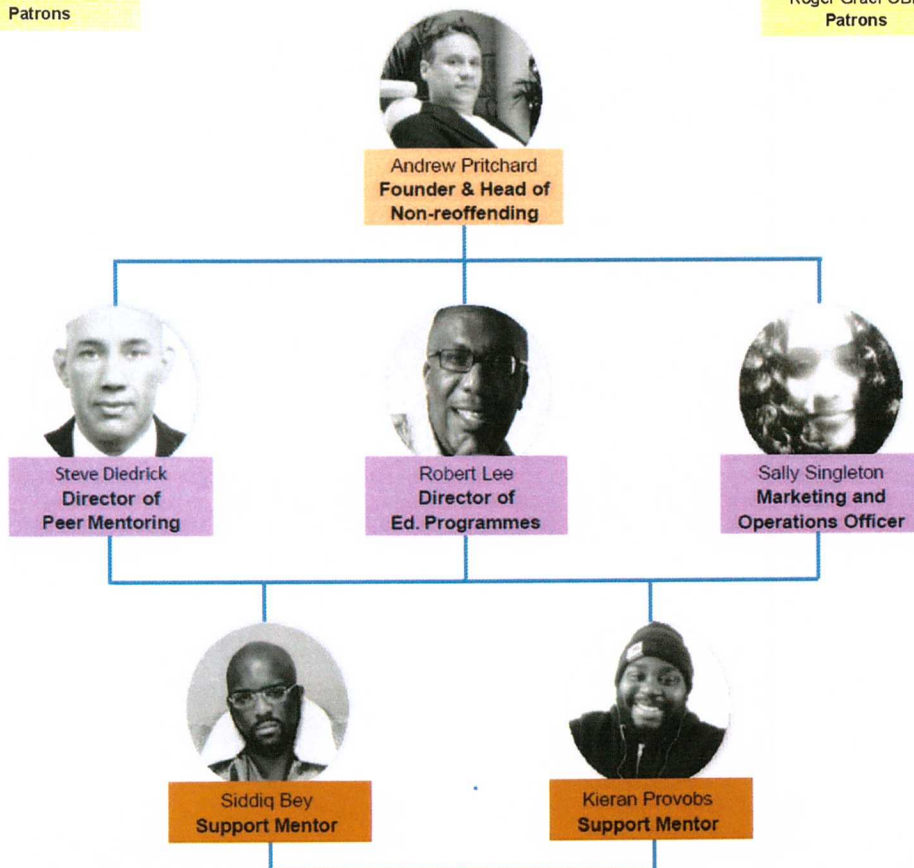 Patrons
Patrons
Andrew Pritchard
Founder & Head of
Non-reoffending
Steve Diedrick
Director of
Peer Mentoring
Robert Lee
Director of
Ed. Programmes
Sally Singleton
Marketing and
Operations Officer
Siddiq Bey
Support Mentor
Kieran Provobs
Support Mentor